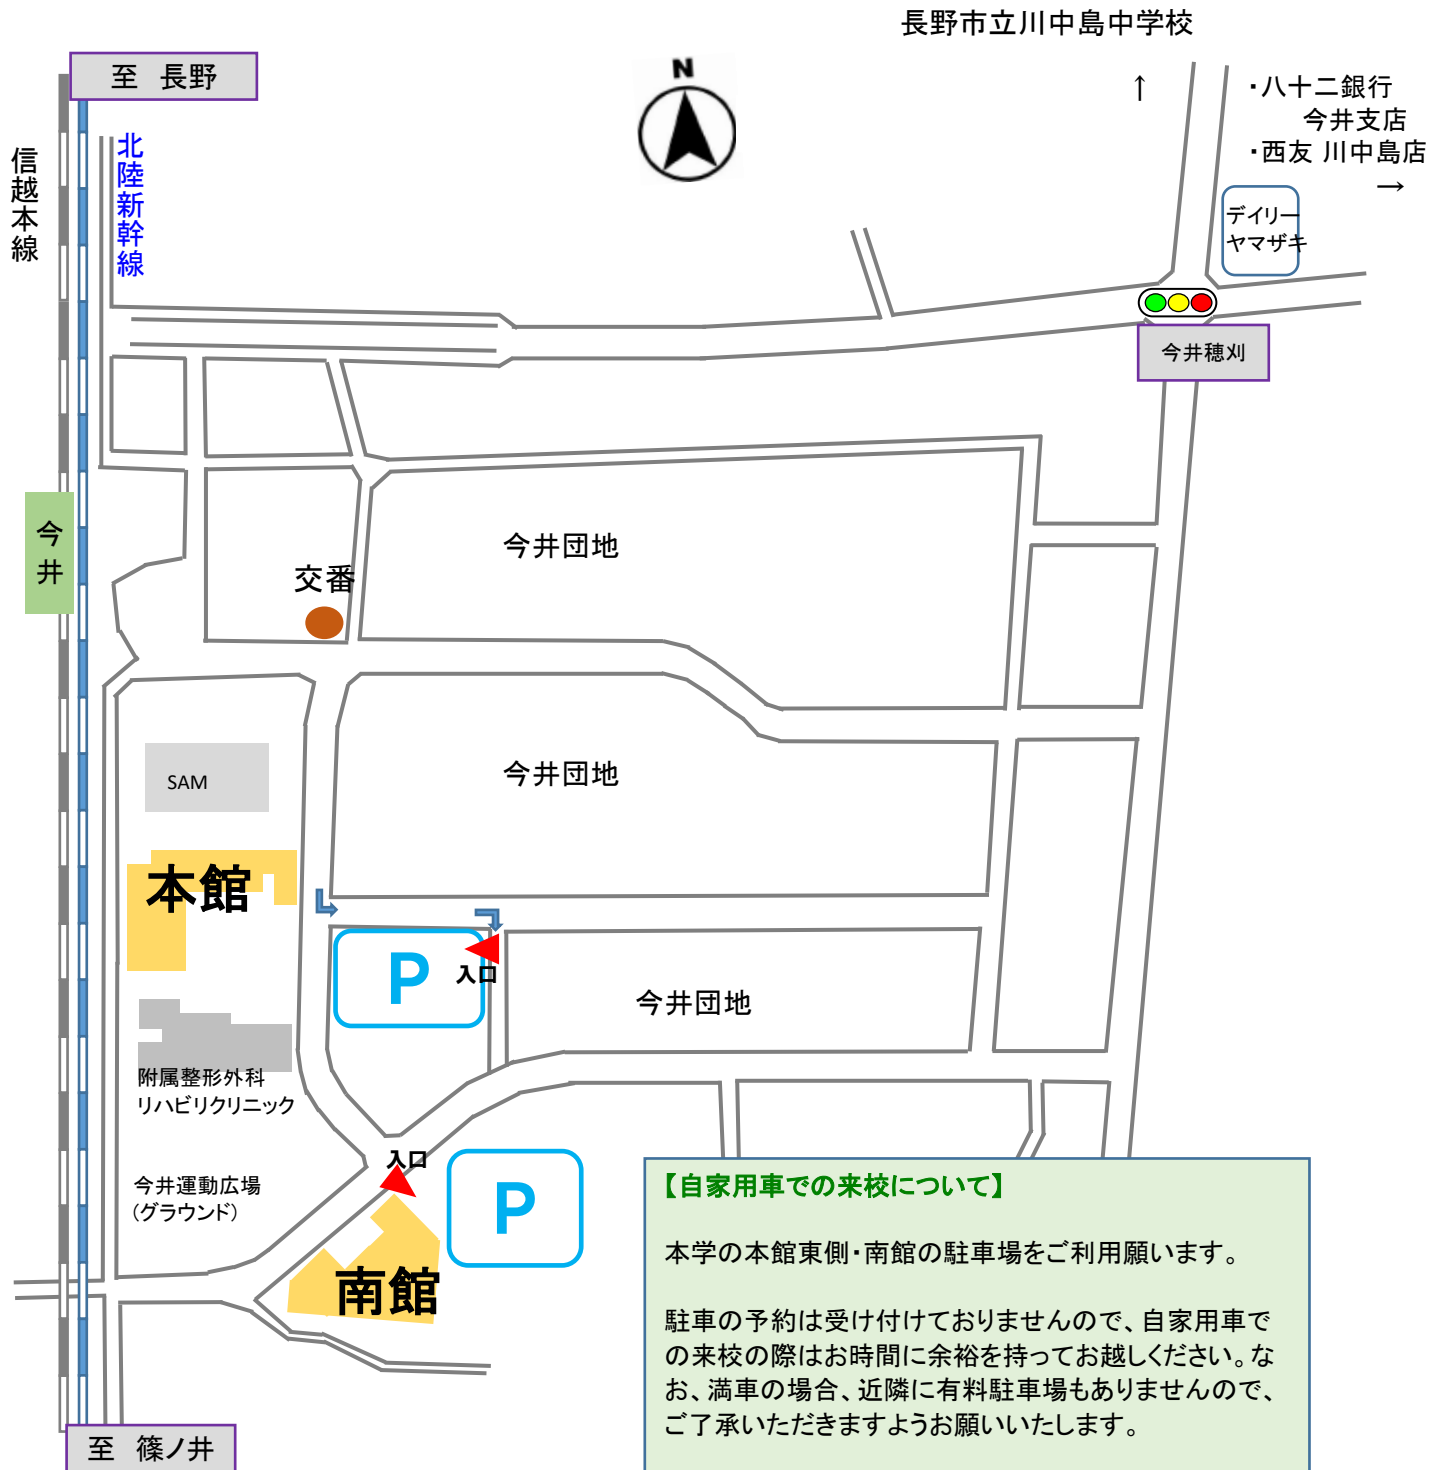 長野市立川中島中学校
至 長野
N
↑
・八十二銀行
今井支店
・西友 川中島店
→
信越本線
北陸新幹線
デイリー
ヤマザキ
今井穂刈
今井
今井団地
交番
今井団地
SAM
本館
P
入口
今井団地
附属整形外科
リハビリクリニック
入口
P
今井運動広場
(グラウンド)
南館
【自家用車での来校について】
本学の本館東側・南館の駐車場をご利用願います。
駐車の予約は受け付けておりませんので、自家用車で
の来校の際はお時間に余裕を持ってお越しください。な
お、満車の場合、近隣に有料駐車場もありませんので、
ご了承いただきますようお願いいたします。
至 篠ノ井